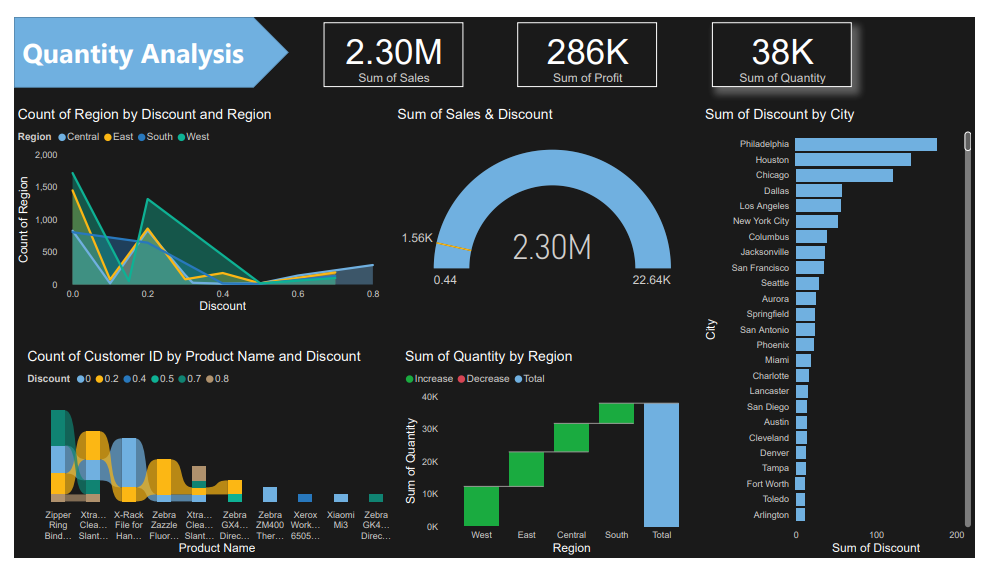 Quantity Analysis
2.30M
Sum of Sales
286K
Sum of Profit
38K
Sum of Quantity
Count of Region by Discount and Region
Region Central East South West
2,000
1,500
1,000
500
0
Count of Region
0.0 0.2 0.4 0.6 0.8
Discount
Sum of Sales & Discount
1.56K
2.30M
0.44 22.64K
Sum of Discount by City
City
Philadelphia
Houston
Chicago
Dallas
Los Angeles
New York City
Columbus
Jacksonville
San Francisco
Seattle
Aurora
Springfield
San Antonio
Phoenix
Miami
Charlotte
Lancaster
San Diego
Austin
Cleveland
Denver
Tampa
Fort Worth
Toledo
Arlington
0 100 200
Sum of Discount
Count of Customer ID by Product Name and Discount
Discount 0 0.2 0.4 0.5 0.7 0.8
Zipper Xtra... X-Rack Zebra Xtra... Zebra Zebra Xerox Xiaomi Zebra
Ring Clea... File for Zazzle Clea... GX4... ZM400 Work... Mi3 GK4...
Bind... Slant... Han... Fluor... Slant... Direc... Ther... 6505... Direc...
Product Name
Sum of Quantity by Region
Increase Decrease Total
40K
30K
20K
10K
0K
Sum of Quantity
West East Central South Total
Region